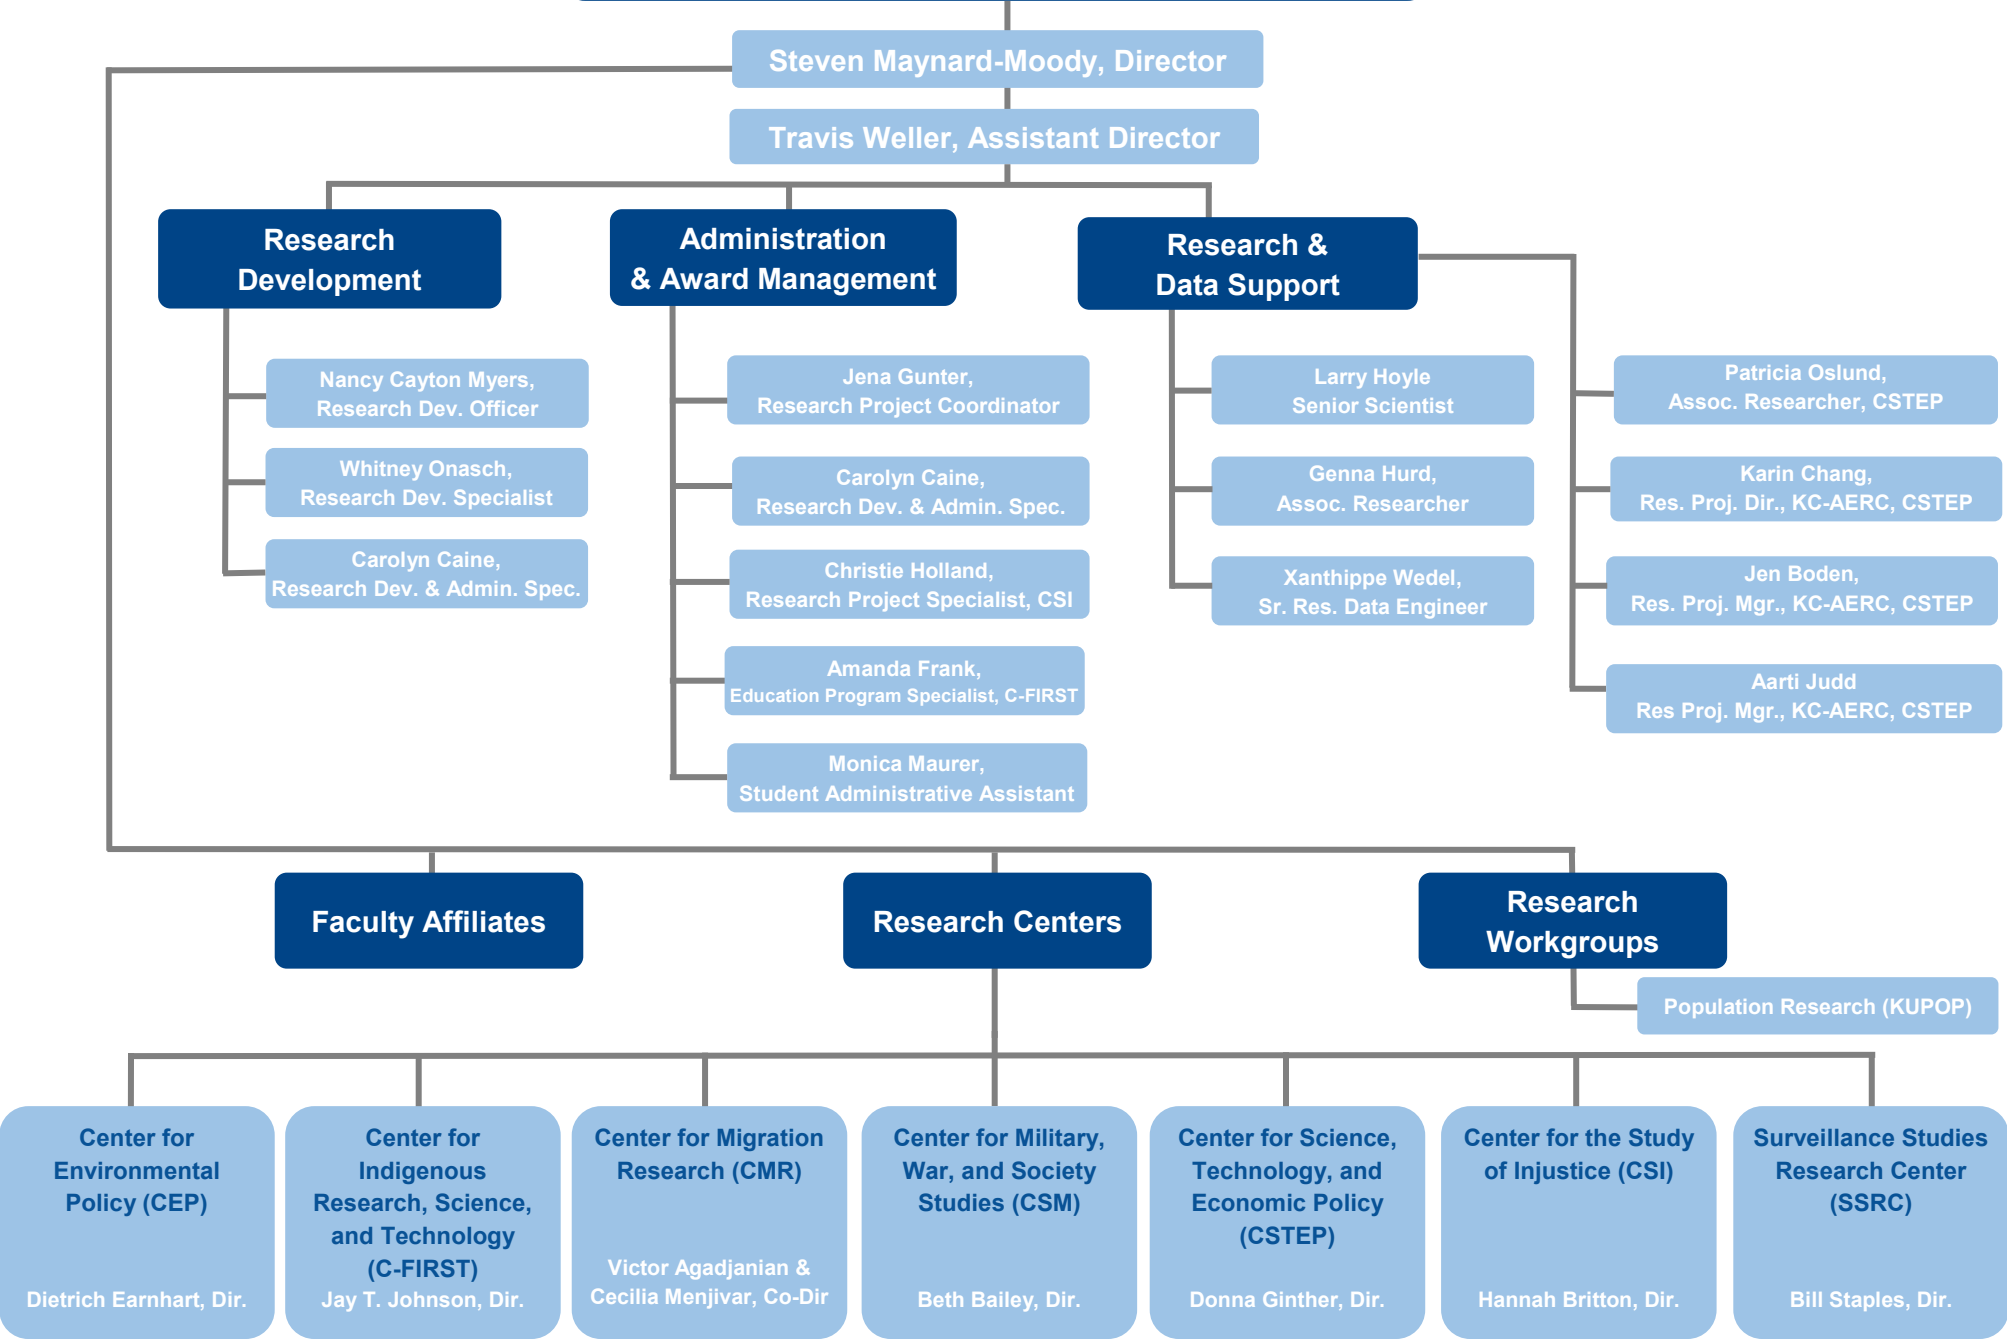 Steven Maynard-Moody, Director
Travis Weller, Assistant Director
Research
Development
Administration
& Award Management
Research &
Data Support
Nancy Cayton Myers,
Research Dev. Officer
Whitney Onasch,
Research Dev. Specialist
Carolyn Caine,
Research Dev. & Admin. Spec.
Jena Gunter,
Research Project Coordinator
Carolyn Caine,
Research Dev. & Admin. Spec.
Christie Holland,
Research Project Specialist, CSI
Amanda Frank,
Education Program Specialist, C-FIRST
Monica Maurer,
Student Administrative Assistant
Larry Hoyle
Senior Scientist
Genna Hurd,
Assoc. Researcher
Xanthippe Wedel,
Sr. Res. Data Engineer
Patricia Oslund,
Assoc. Researcher, CSTEP
Karin Chang,
Res. Proj. Dir., KC-AERC, CSTEP
Jen Boden,
Res. Proj. Mgr., KC-AERC, CSTEP
Aarti Judd
Res Proj. Mgr., KC-AERC, CSTEP
Faculty Affiliates
Research Centers
Research
Workgroups
Population Research (KUPOP)
Center for
Environmental
Policy (CEP)
Dietrich Earnhart, Dir.
Center for
Indigenous
Research, Science,
and Technology
(C-FIRST)
Jay T. Johnson, Dir.
Center for Migration
Research (CMR)
Victor Agadjanian &
Cecilia Menjivar, Co-Dir
Center for Military,
War, and Society
Studies (CSM)
Beth Bailey, Dir.
Center for Science,
Technology, and
Economic Policy
(CSTEP)
Donna Ginther, Dir.
Center for the Study
of Injustice (CSI)
Hannah Britton, Dir.
Surveillance Studies
Research Center
(SSRC)
Bill Staples, Dir.